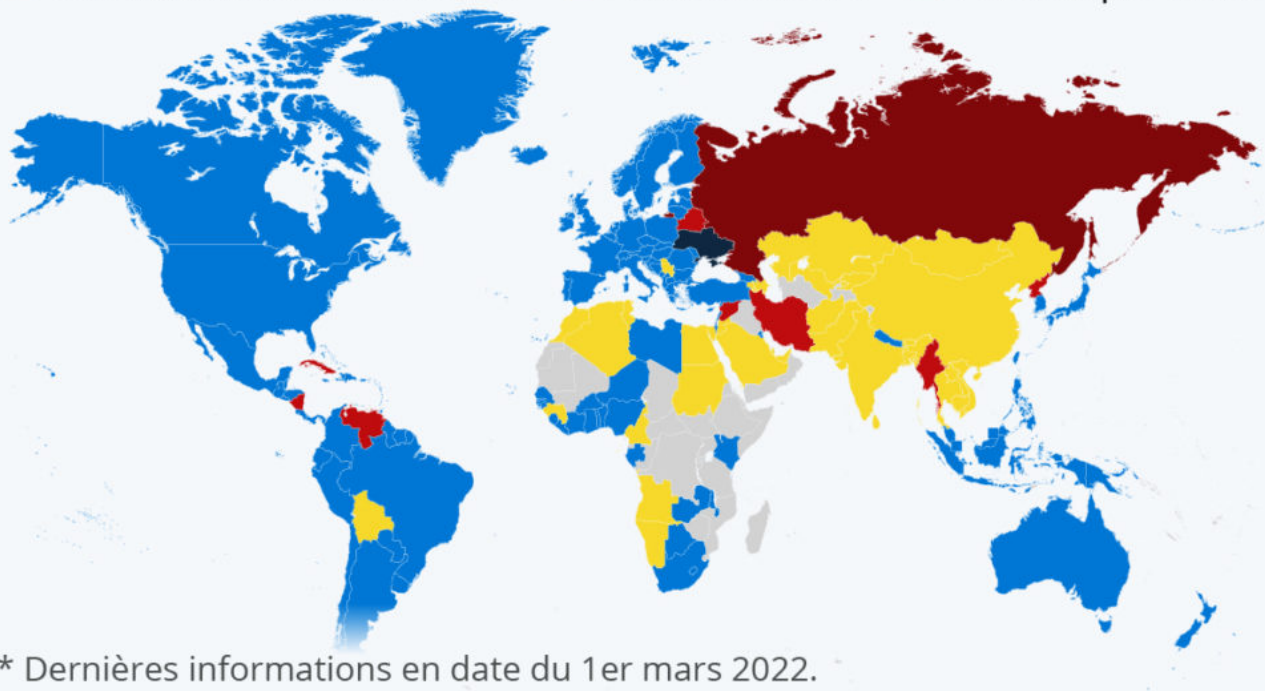 * Dernières informations en date du 1er mars 2022.